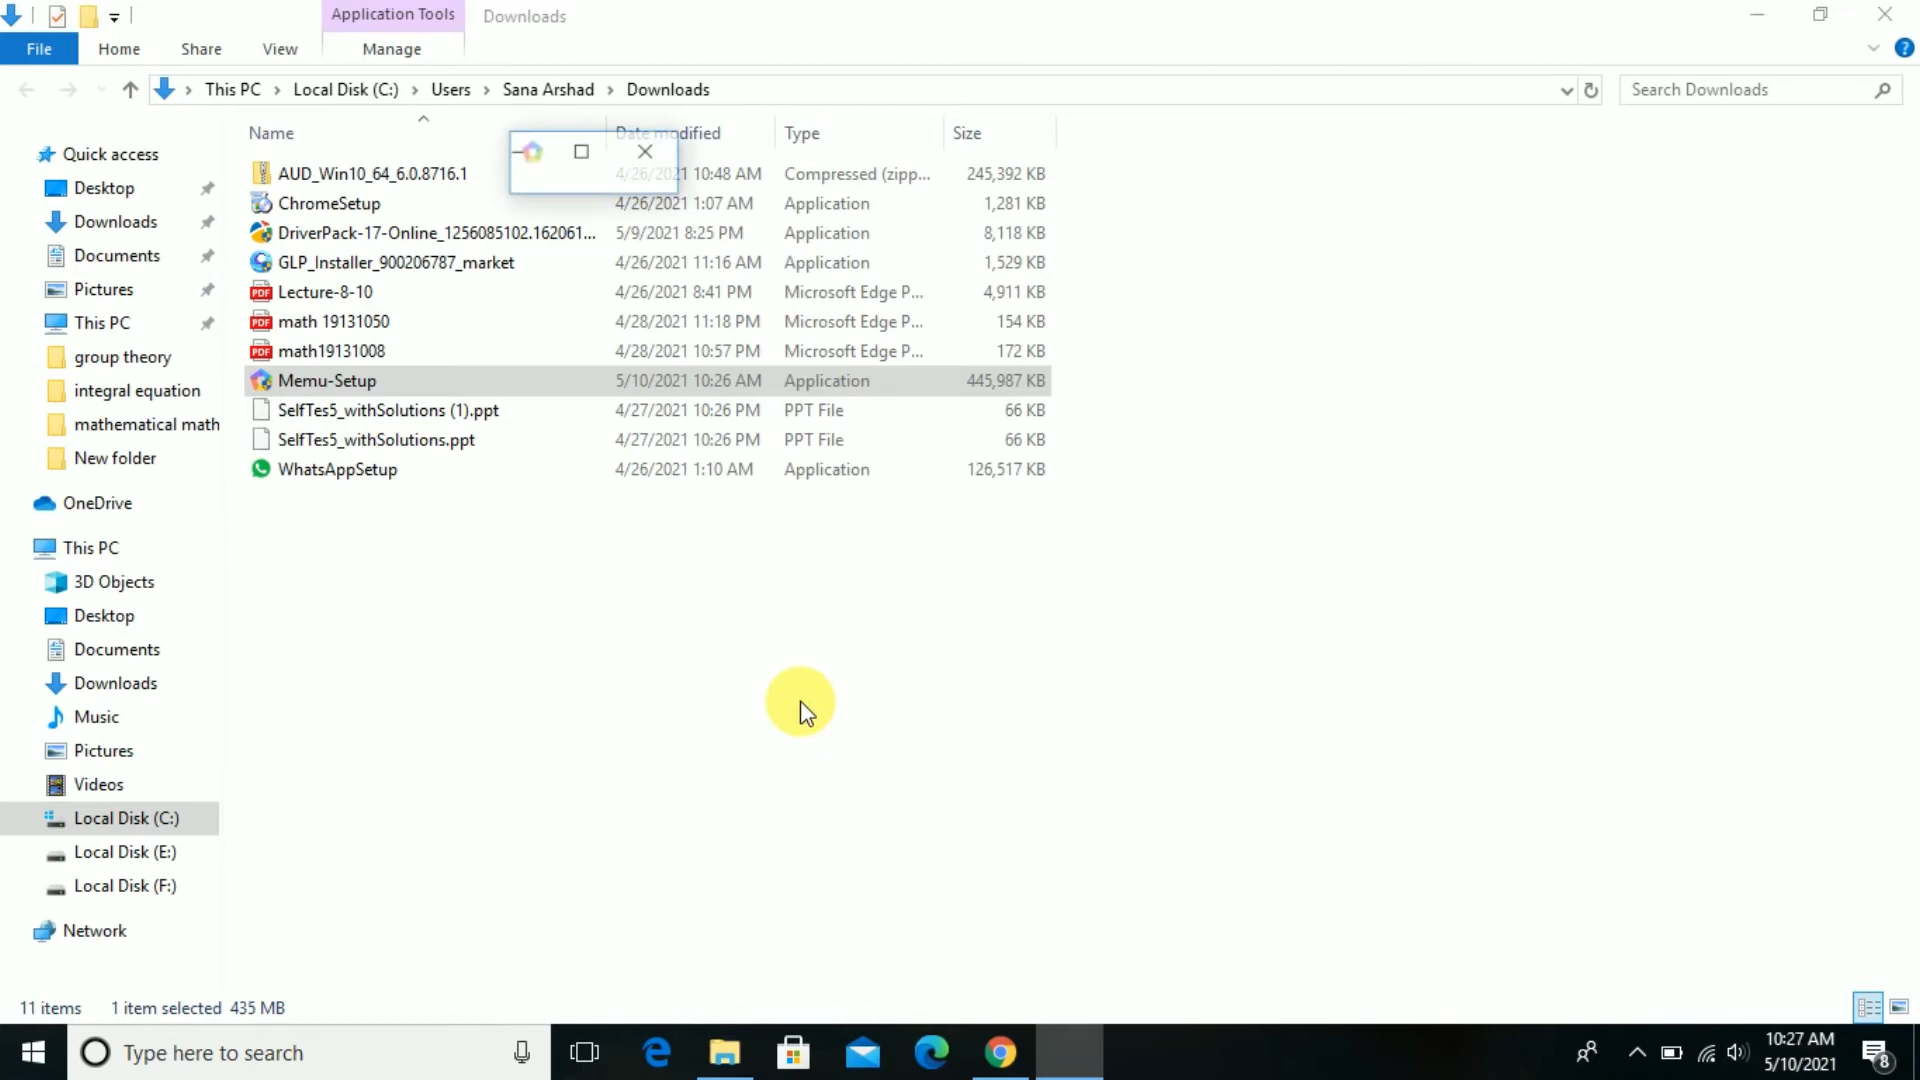 Application Tools
Downloads
File
Home
Share
View
Manage
This PC
Local Disk (C:)
Users
Sana Arshad
Downloads
Search Downloads
Name
Date modified
Type
Size
AUD_Win10_64_6.0.8716.1 4/26/2021 10:48 AM Compressed (zipp... 245,392 KB
ChromeSetup 4/26/2021 1:07 AM Application 1,281 KB
DriverPack-17-Online_1256085102.162061... 5/9/2021 8:25 PM Application 8,118 KB
GLP_Installer_900206787_market 4/26/2021 11:16 AM Application 1,529 KB
Lecture-8-10 4/26/2021 8:41 PM Microsoft Edge P... 4,911 KB
math 19131050 4/28/2021 11:18 PM Microsoft Edge P... 154 KB
math19131008 4/28/2021 10:57 PM Microsoft Edge P... 172 KB
Memu-Setup 5/10/2021 10:26 AM Application 445,987 KB
SelfTes5_withSolutions (1).ppt 4/27/2021 10:26 PM PPT File 66 KB
SelfTes5_withSolutions.ppt 4/27/2021 10:26 PM PPT File 66 KB
WhatsAppSetup 4/26/2021 1:10 AM Application 126,517 KB
Quick access
Desktop
Downloads
Documents
Pictures
This PC
group theory
integral equation
mathematical math
New folder
OneDrive
This PC
3D Objects
Desktop
Documents
Downloads
Music
Pictures
Videos
Local Disk (C:)
Local Disk (E:)
Local Disk (F:)
Network
11 items
1 item selected 435 MB
Type here to search
10:27 AM
5/10/2021
8